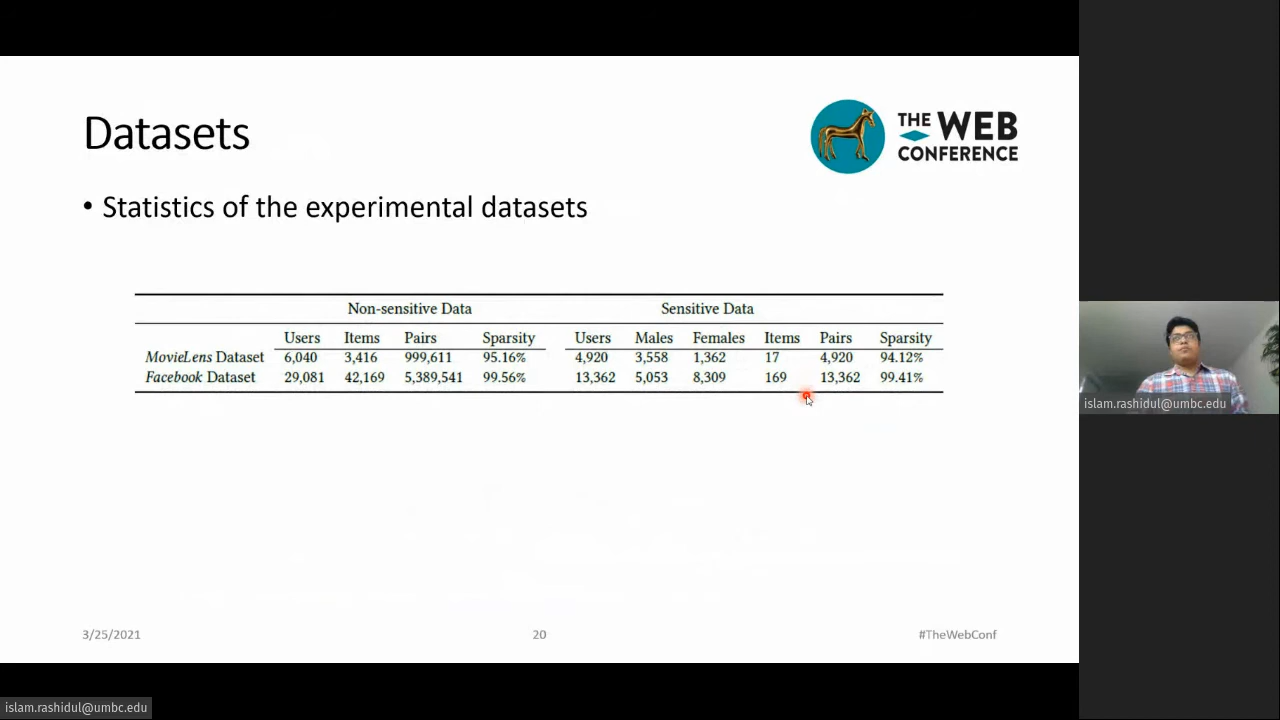 Datasets
THE WEB
CONFERENCE
• Statistics of the experimental datasets
Non-sensitive Data Sensitive Data
Users Items Pairs Sparsity Users Males Females Items Pairs Sparsity
MovieLens Dataset 6,040 3,416 999,611 95.16% 4,920 3,558 1,362 17 4,920 94.12%
Facebook Dataset 29,081 42,169 5,389,541 99.56% 13,362 5,053 8,309 169 13,362 99.41%
islam.rashidul@umbc.edu
3/25/2021 20 #TheWebConf
islam.rashidul@umbc.edu